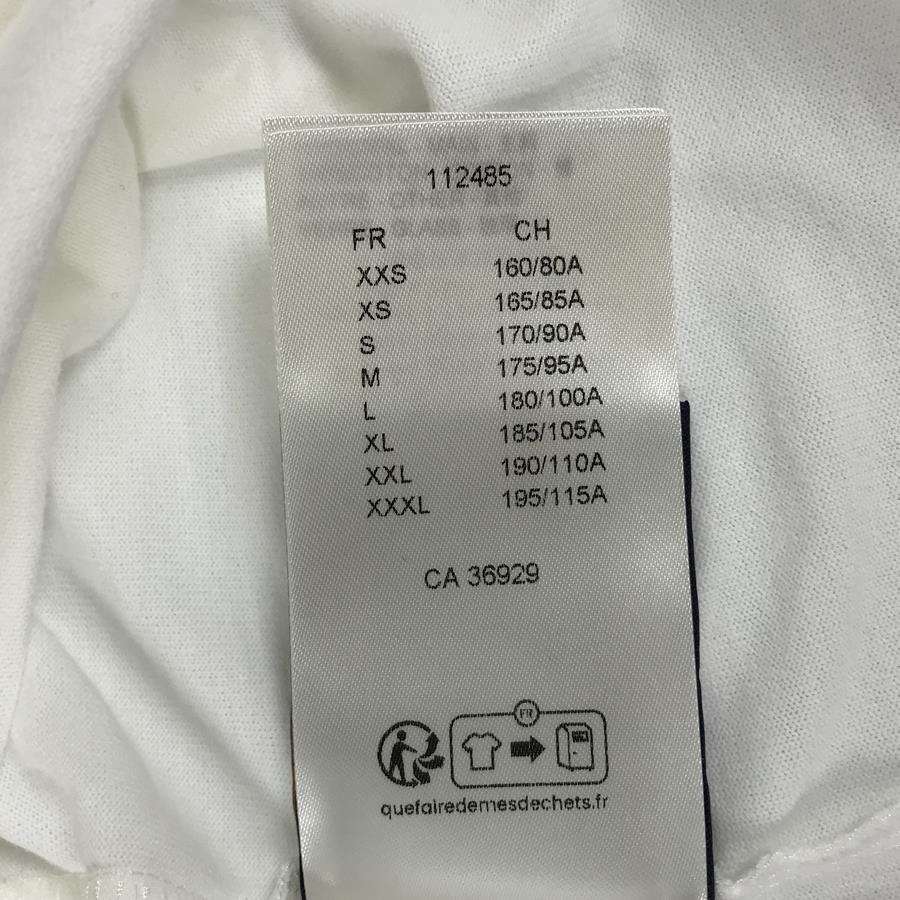 112485
FR CH
XXS 160/80A
XS 165/85A
S 170/90A
M 175/95A
L 180/100A
XL 185/105A
XXL 190/110A
XXXL 195/115A
CA 36929
FR
quefairedemesdechets.fr